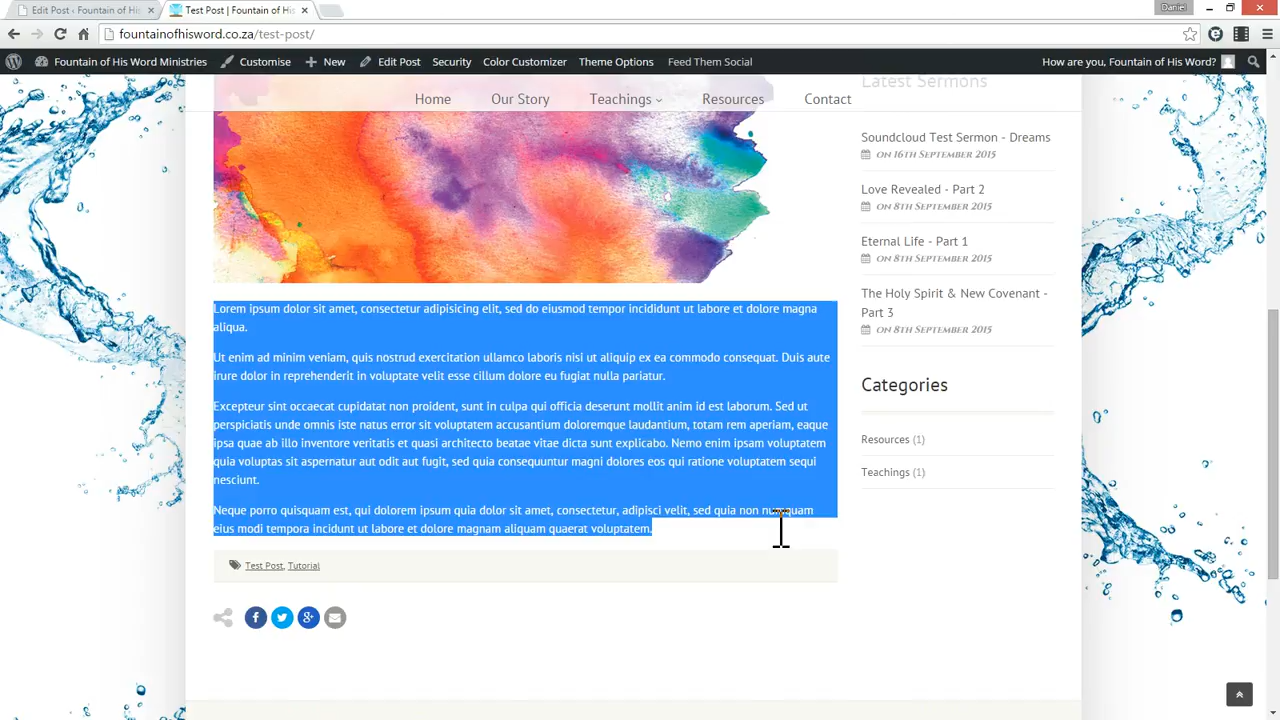 Edit Post ‹ Fountain of His
Test Post | Fountain of His
Daniel
fountainofhisword.co.za/test-post/
Fountain of His Word Ministries
Customise
New
Edit Post
Security
Color Customizer
Theme Options
Feed Them Social
How are you, Fountain of His Word?
Home
Our Story
Teachings
Resources
Contact
Latest Sermons
Soundcloud Test Sermon - Dreams
ON 16TH SEPTEMBER 2015
Love Revealed - Part 2
ON 8TH SEPTEMBER 2015
Eternal Life - Part 1
ON 8TH SEPTEMBER 2015
The Holy Spirit & New Covenant -
Part 3
ON 8TH SEPTEMBER 2015
Categories
Resources (1)
Teachings (1)
Lorem ipsum dolor sit amet, consectetur adipisicing elit, sed do eiusmod tempor incididunt ut labore et dolore magna
aliqua.
Ut enim ad minim veniam, quis nostrud exercitation ullamco laboris nisi ut aliquip ex ea commodo consequat. Duis aute
irure dolor in reprehenderit in voluptate velit esse cillum dolore eu fugiat nulla pariatur.
Excepteur sint occaecat cupidatat non proident, sunt in culpa qui officia deserunt mollit anim id est laborum. Sed ut
perspiciatis unde omnis iste natus error sit voluptatem accusantium doloremque laudantium, totam rem aperiam, eaque
ipsa quae ab illo inventore veritatis et quasi architecto beatae vitae dicta sunt explicabo. Nemo enim ipsam voluptatem
quia voluptas sit aspernatur aut odit aut fugit, sed quia consequuntur magni dolores eos qui ratione voluptatem sequi
nesciunt.
Neque porro quisquam est, qui dolorem ipsum quia dolor sit amet, consectetur, adipisci velit, sed quia non numquam
eius modi tempora incidunt ut labore et dolore magnam aliquam quaerat voluptatem.
Test Post, Tutorial